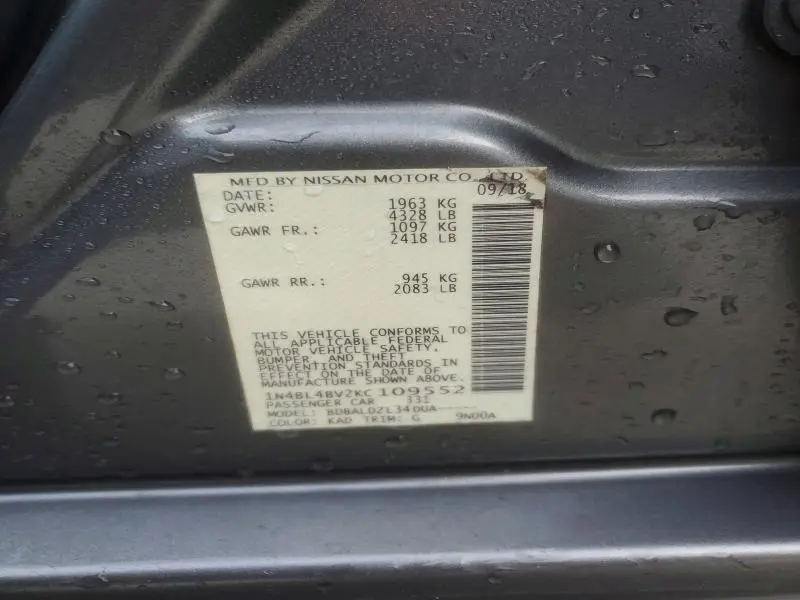 MFD BY NISSAN MOTOR CO., LTD.
DATE: 09/18
GVWR: 1963 KG
4328 LB
GAWR FR.: 1097 KG
2418 LB
GAWR RR.: 945 KG
2083 LB
THIS VEHICLE CONFORMS TO
ALL APPLICABLE FEDERAL
MOTOR VEHICLE SAFETY,
BUMPER, AND THEFT
PREVENTION STANDARDS IN
EFFECT ON THE DATE OF
MANUFACTURE SHOWN ABOVE.
1N4BL4BV2KC109552
PASSENGER CAR 331
MODEL: BDBALDZL34DUA-----
COLOR: KAD TRIM: G 9N00A